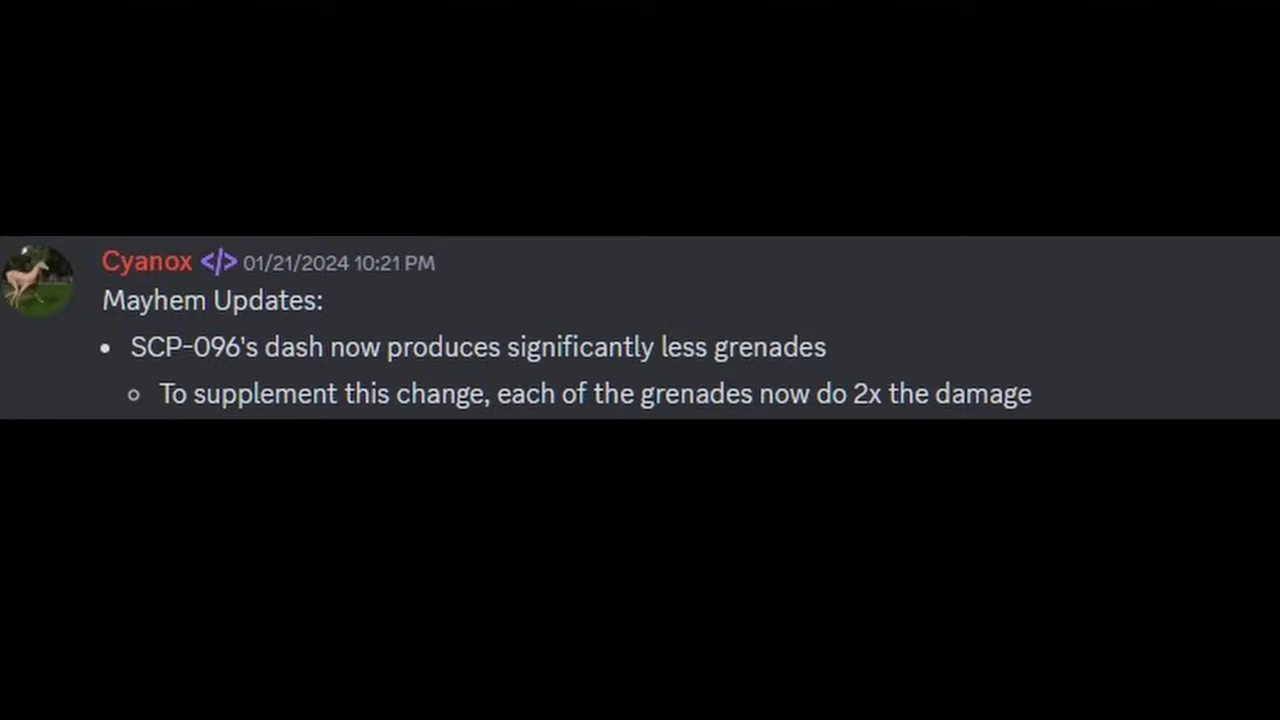 Cyanox </> 01/21/2024 10:21 PM
Mayhem Updates:
• SCP-096's dash now produces significantly less grenades
◦ To supplement this change, each of the grenades now do 2x the damage